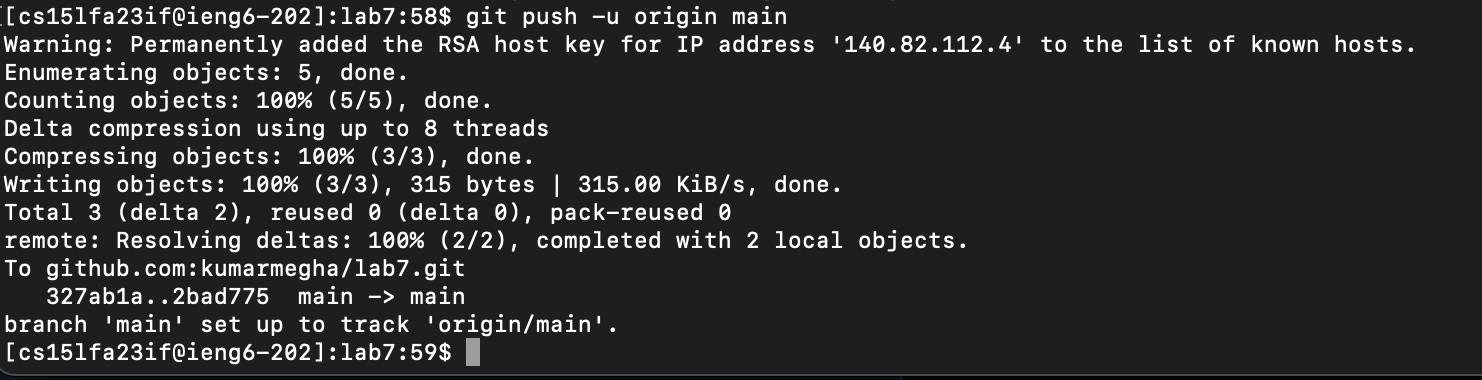 [cs15lfa23if@ieng6-202]:lab7:58$ git push -u origin main
Warning: Permanently added the RSA host key for IP address '140.82.112.4' to the list of known hosts.
Enumerating objects: 5, done.
Counting objects: 100% (5/5), done.
Delta compression using up to 8 threads
Compressing objects: 100% (3/3), done.
Writing objects: 100% (3/3), 315 bytes | 315.00 KiB/s, done.
Total 3 (delta 2), reused 0 (delta 0), pack-reused 0
remote: Resolving deltas: 100% (2/2), completed with 2 local objects.
To github.com:kumarmegha/lab7.git
   327ab1a..2bad775  main -> main
branch 'main' set up to track 'origin/main'.
[cs15lfa23if@ieng6-202]:lab7:59$